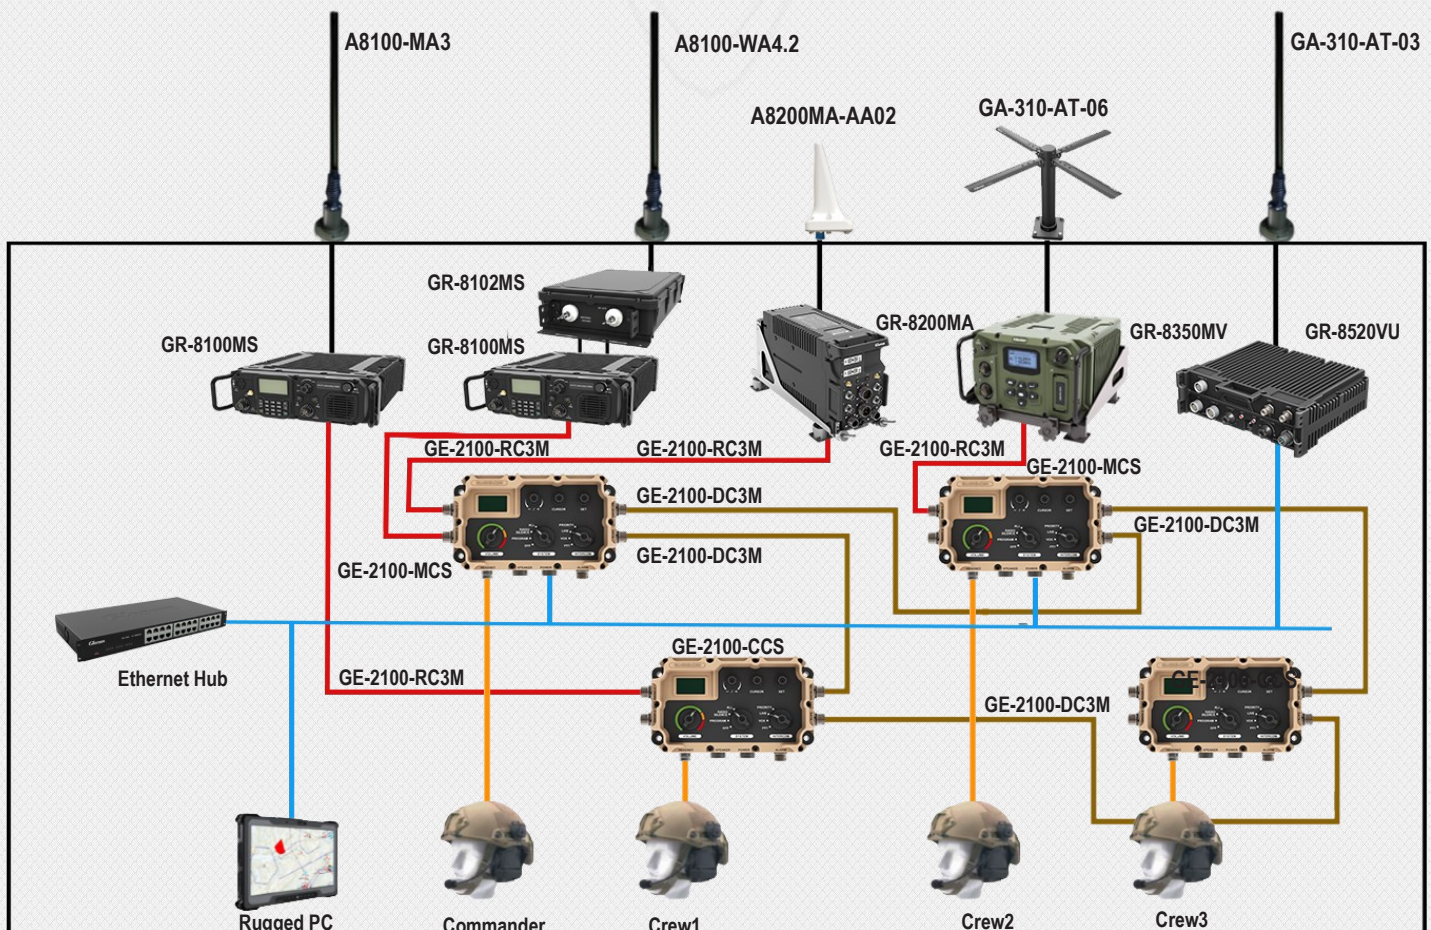 A8100-MA3
A8100-WA4.2
GA-310-AT-03
A8200MA-AA02
GA-310-AT-06
GR-8102MS
GR-8100MS
GR-8100MS
GR-8200MA
GR-8350MV
GR-8520VU
GE-2100-RC3M
GE-2100-RC3M
GE-2100-RC3M
GE-2100-MCS
GE-2100-DC3M
GE-2100-DC3M
GE-2100-DC3M
GE-2100-MCS
GE-2100-CCS
Ethernet Hub
GE-2100-RC3M
GE-2100-DC3M
Rugged PC
Commander
Crew1
Crew2
Crew3